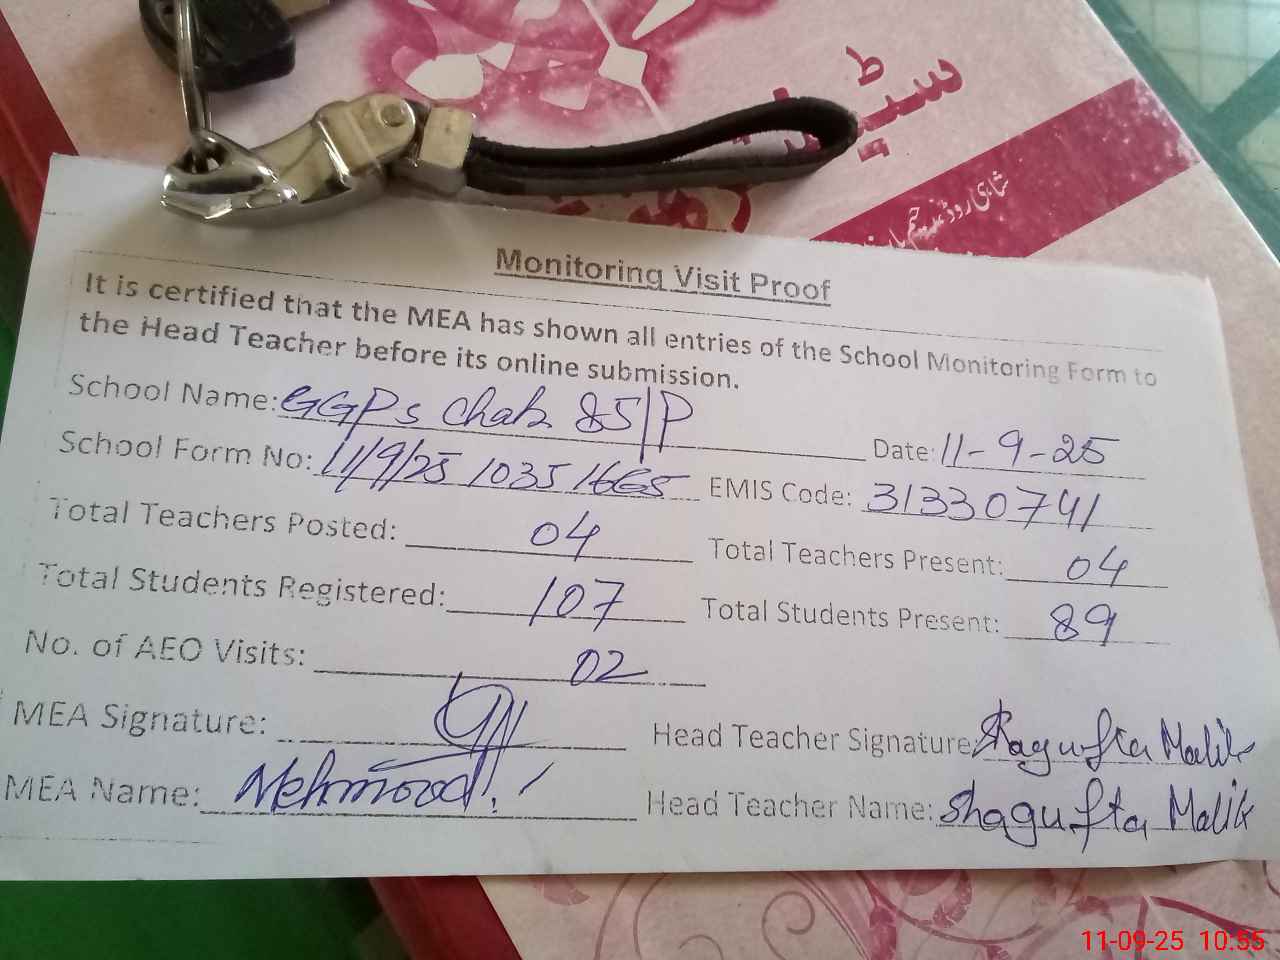 سٹیشنری
شاہی روڈ
Monitoring Visit Proof
It is certified that the MEA has shown all entries of the School Monitoring Form to
the Head Teacher before its online submission.
School Name: GGPS Chak 85/P Date: 11-9-25
School Form No: 11/9/25 10351665 EMIS Code: 31330741
Total Teachers Posted: 04 Total Teachers Present: 04
Total Students Registered: 107 Total Students Present: 89
No. of AEO Visits: 02
MEA Signature: Head Teacher Signature: Shagufta Malik
MEA Name: Mehmood Head Teacher Name: Shagufta Malik
11-09-25 10:55